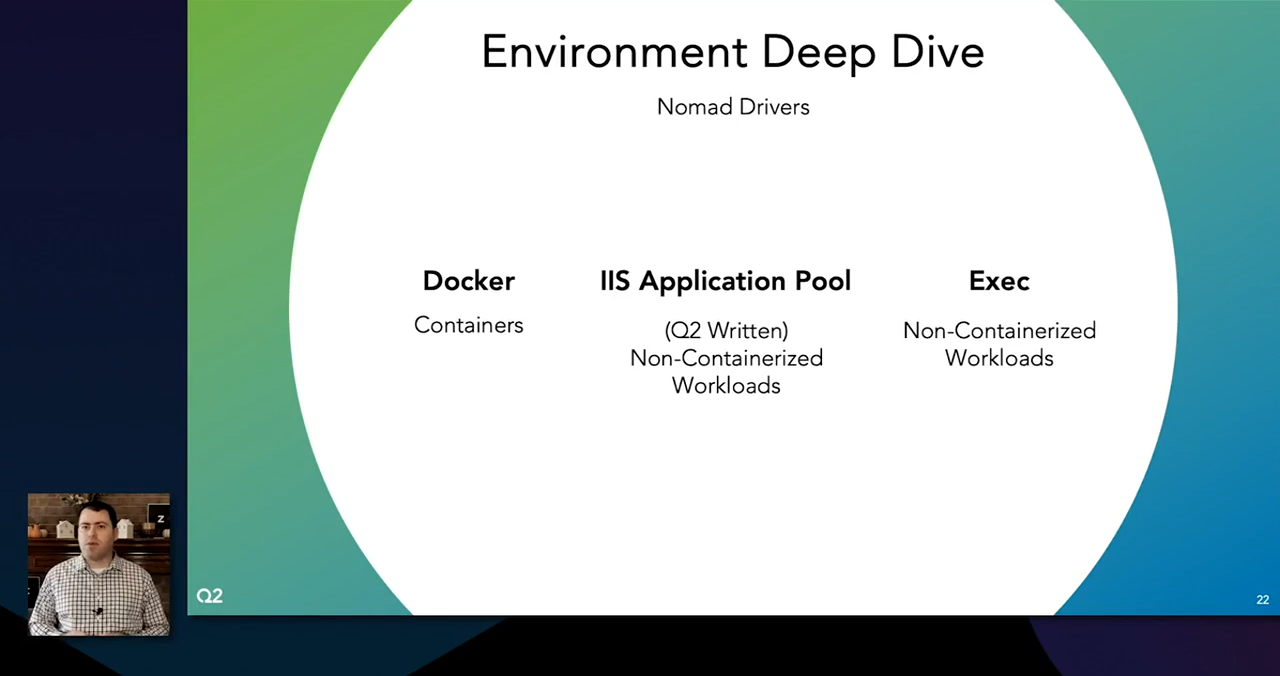 Environment Deep Dive
Nomad Drivers
Docker
Containers
IIS Application Pool
(Q2 Written)
Non-Containerized
Workloads
Exec
Non-Containerized
Workloads
Z
Q2
22